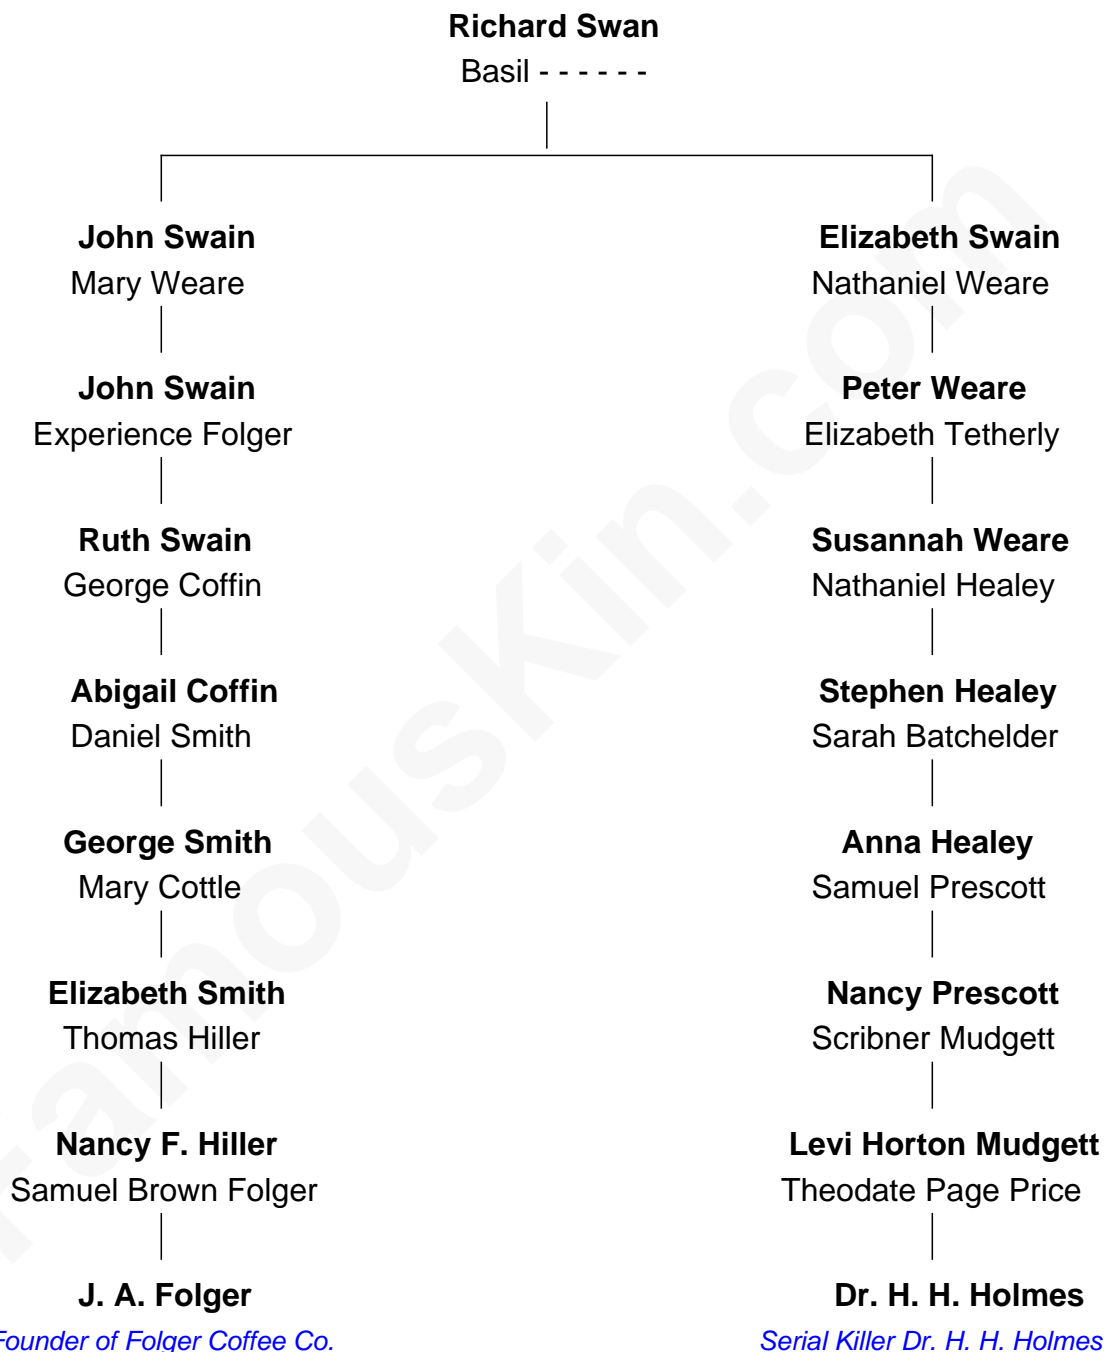 Richard Swan
Basil - - - - - -
John Swain
Mary Weare
Elizabeth Swain
Nathaniel Weare
John Swain
Experience Folger
Peter Weare
Elizabeth Tetherly
Ruth Swain
George Coffin
Susannah Weare
Nathaniel Healey
Abigail Coffin
Daniel Smith
Stephen Healey
Sarah Batchelder
George Smith
Mary Cottle
Anna Healey
Samuel Prescott
Elizabeth Smith
Thomas Hiller
Nancy Prescott
Scribner Mudgett
Nancy F. Hiller
Samuel Brown Folger
Levi Horton Mudgett
Theodate Page Price
J. A. Folger
Founder of Folger Coffee Co.
Dr. H. H. Holmes
Serial Killer Dr. H. H. Holmes
FamousKin.com